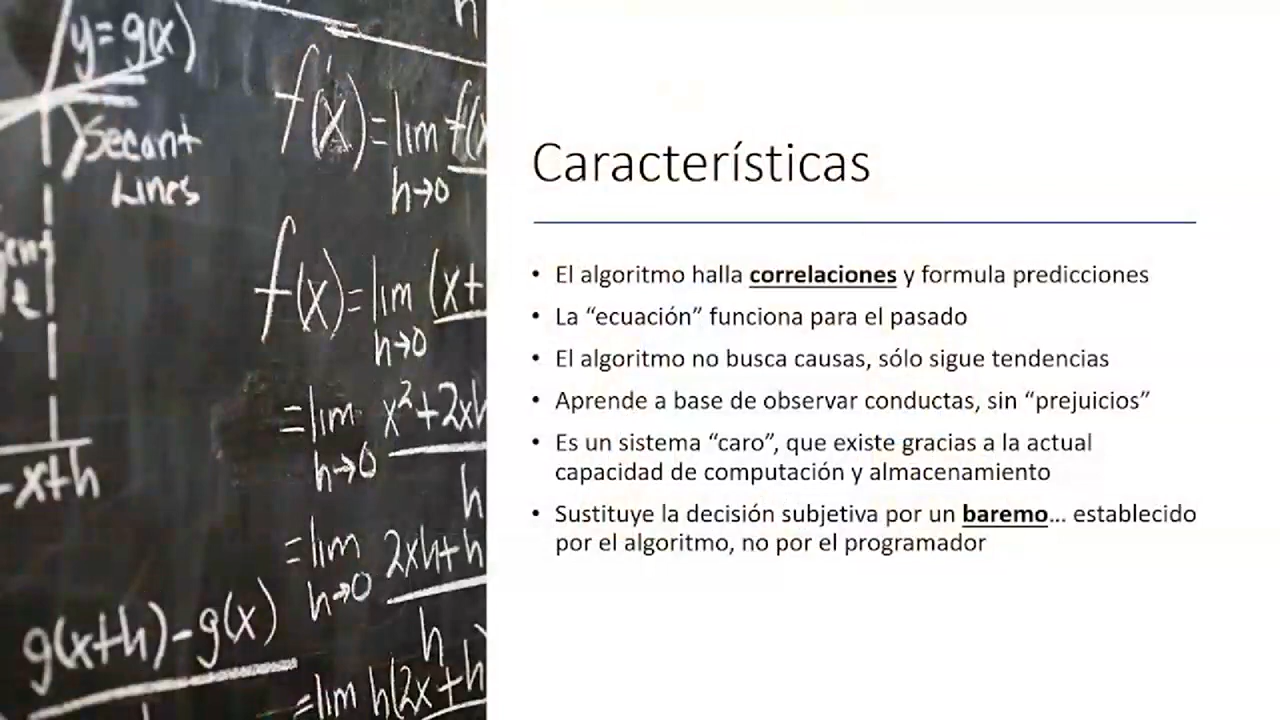 y=g(x)
Secant
Lines
f'(x)=lim f(x
h→0
f(x)=lim (x+
h→0
=lim x²+2xh
h→0 h
=lim 2xh+h
h→0 h
=lim h(2x+h)
-x+h
g(x+h)-g(x)
Características
• El algoritmo halla correlaciones y formula predicciones
• La “ecuación” funciona para el pasado
• El algoritmo no busca causas, sólo sigue tendencias
• Aprende a base de observar conductas, sin “prejuicios”
• Es un sistema “caro”, que existe gracias a la actual
capacidad de computación y almacenamiento
• Sustituye la decisión subjetiva por un baremo... establecido
por el algoritmo, no por el programador